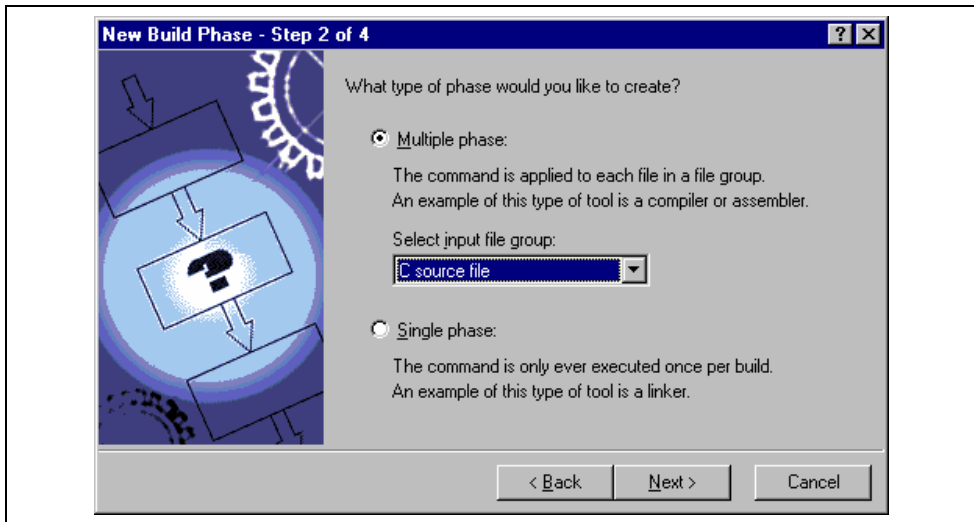 New Build Phase - Step 2 of 4
?
What type of phase would you like to create?
Multiple phase:
The command is applied to each file in a file group.
An example of this type of tool is a compiler or assembler.
Select input file group:
C source file
?
Single phase:
The command is only ever executed once per build.
An example of this type of tool is a linker.
< Back
Next >
Cancel